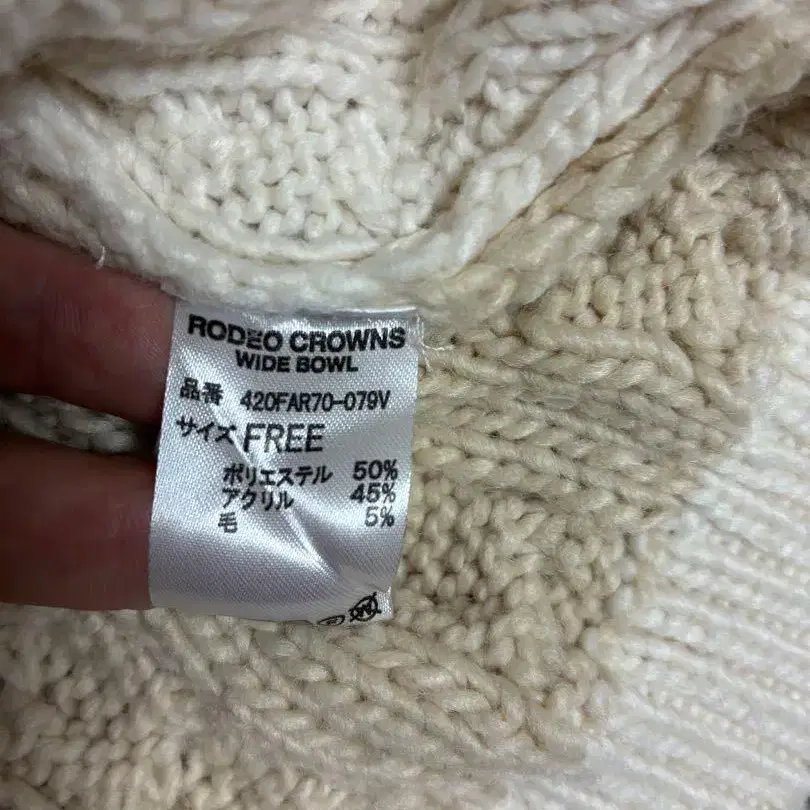 RODEO CROWNS
WIDE BOWL
品番 420FAR70-079V
サイズ FREE
ポリエステル 50%
アクリル 45%
毛 5%